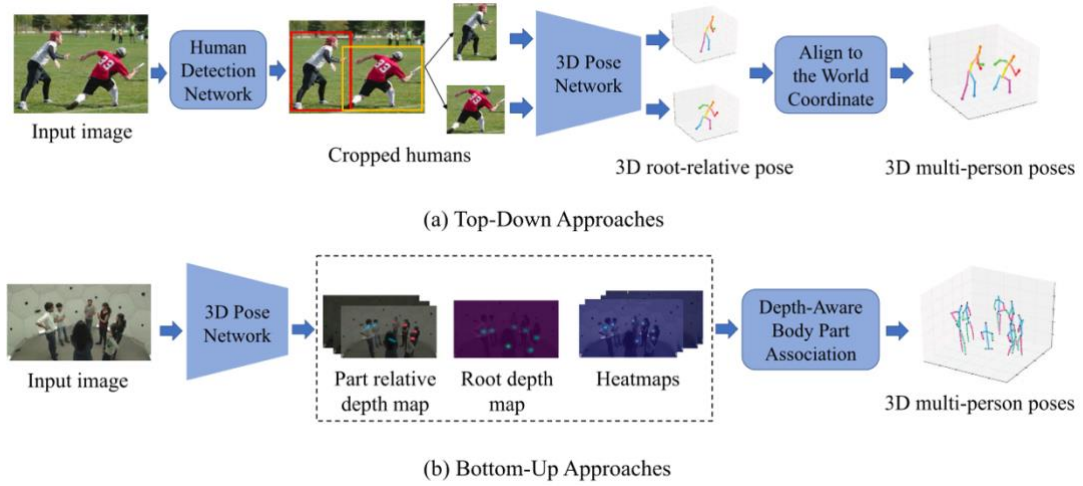 Input image
Human
Detection
Network
Cropped humans
33
33
3D Pose
Network
3D root-relative pose
Align to
the World
Coordinate
3D multi-person poses
(a) Top-Down Approaches
Input image
3D Pose
Network
Part relative
depth map
Root depth
map
Heatmaps
Depth-Aware
Body Part
Association
3D multi-person poses
(b) Bottom-Up Approaches